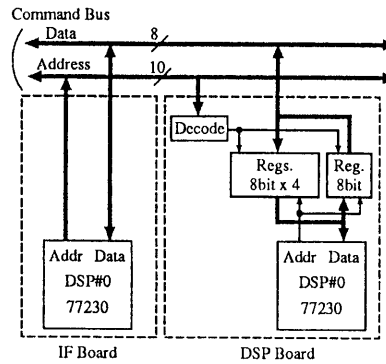 Command Bus
Data 8
Address 10
Decode
Regs.
8bit x 4
Reg.
8bit
Addr Data
DSP#0
77230
Addr Data
DSP#0
77230
IF Board
DSP Board